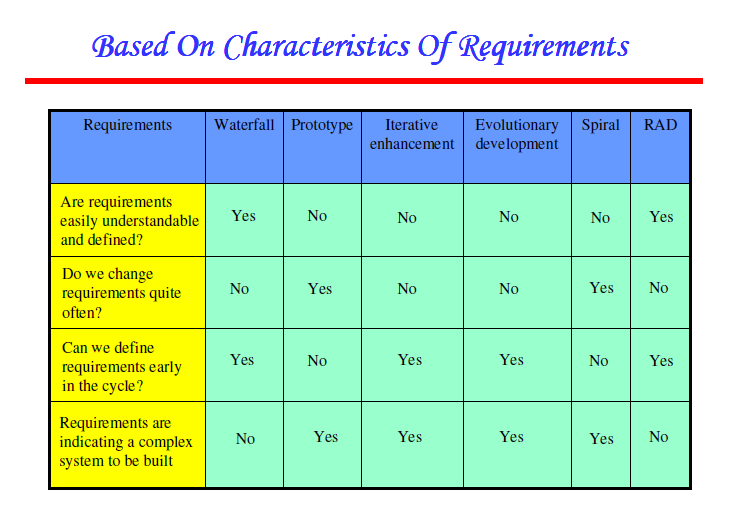 Based On Characteristics Of Requirements
Requirements Waterfall Prototype Iterative enhancement Evolutionary development Spiral RAD
Are requirements easily understandable and defined? Yes No No No No Yes
Do we change requirements quite often? No Yes No No Yes No
Can we define requirements early in the cycle? Yes No Yes Yes No Yes
Requirements are indicating a complex system to be built No Yes Yes Yes Yes No